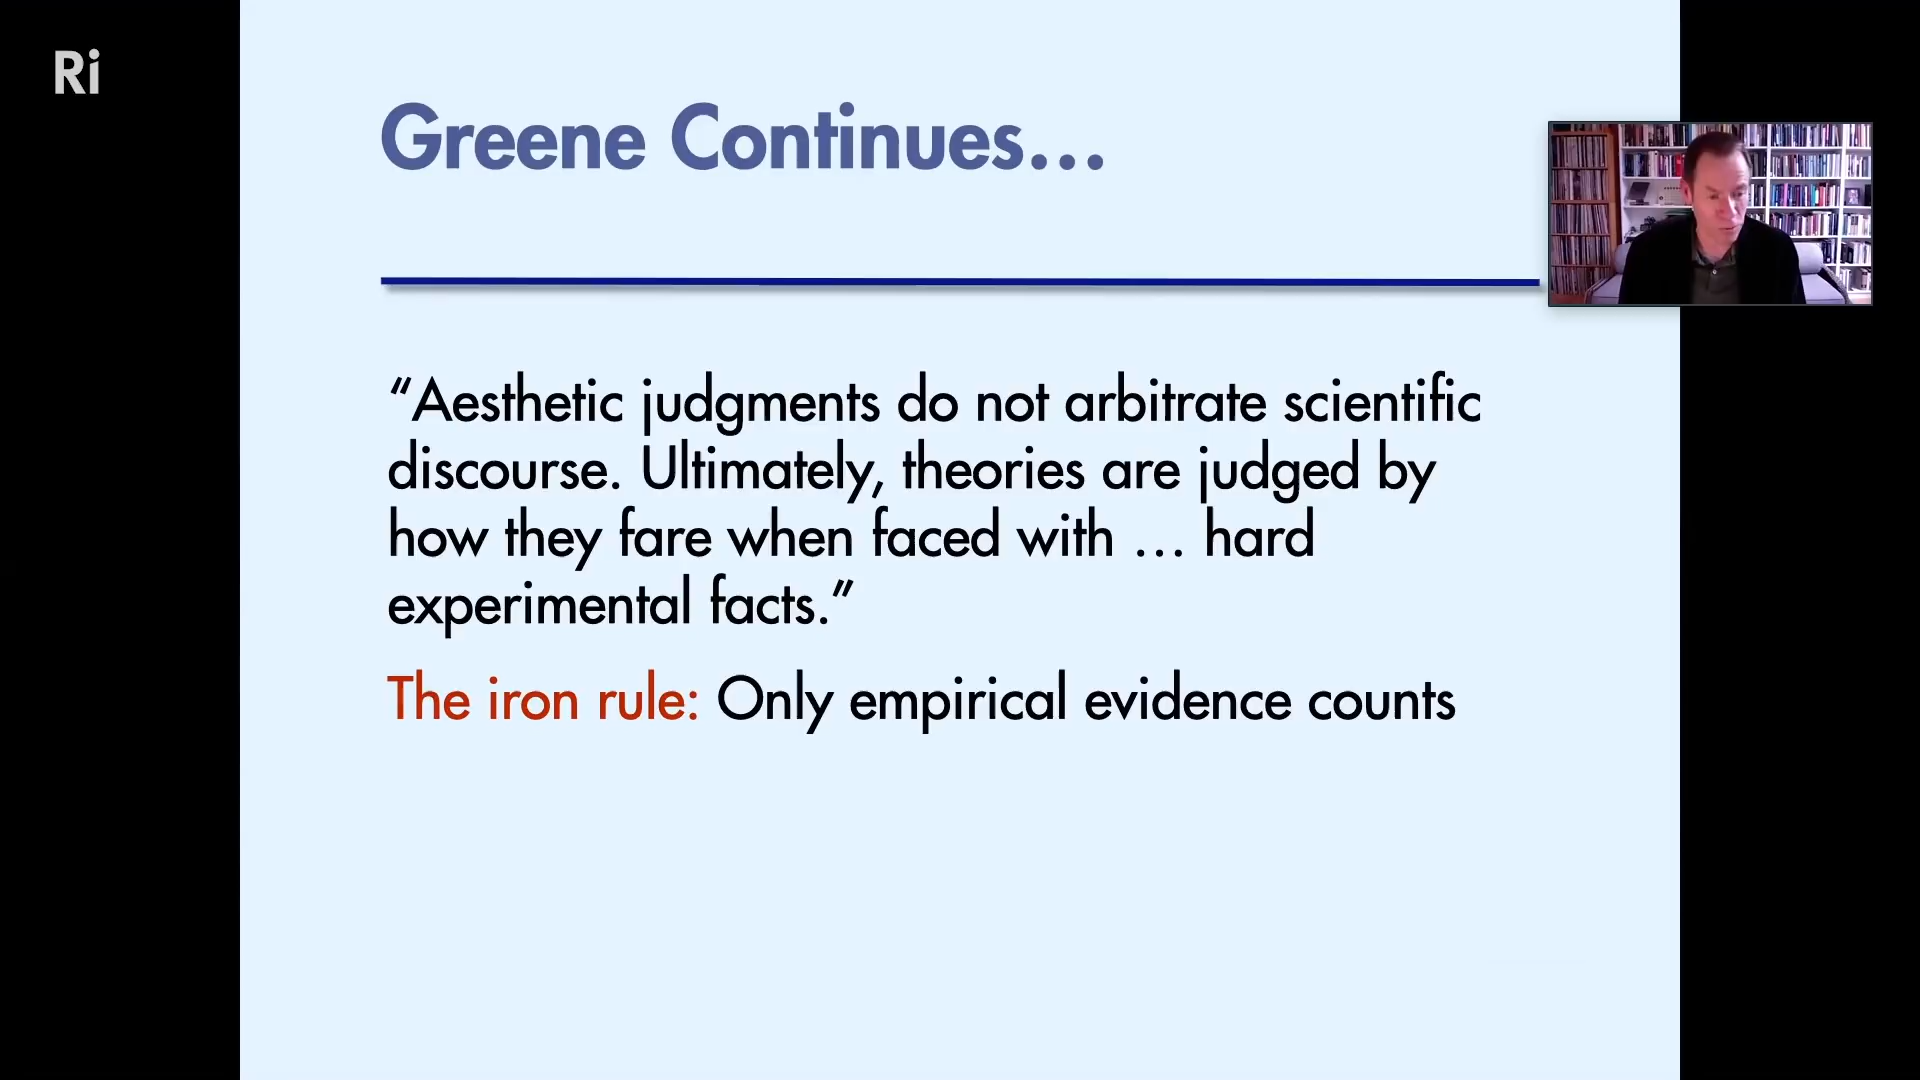 Ri
Greene Continues…
“Aesthetic judgments do not arbitrate scientific
discourse. Ultimately, theories are judged by
how they fare when faced with … hard
experimental facts.”
The iron rule: Only empirical evidence counts